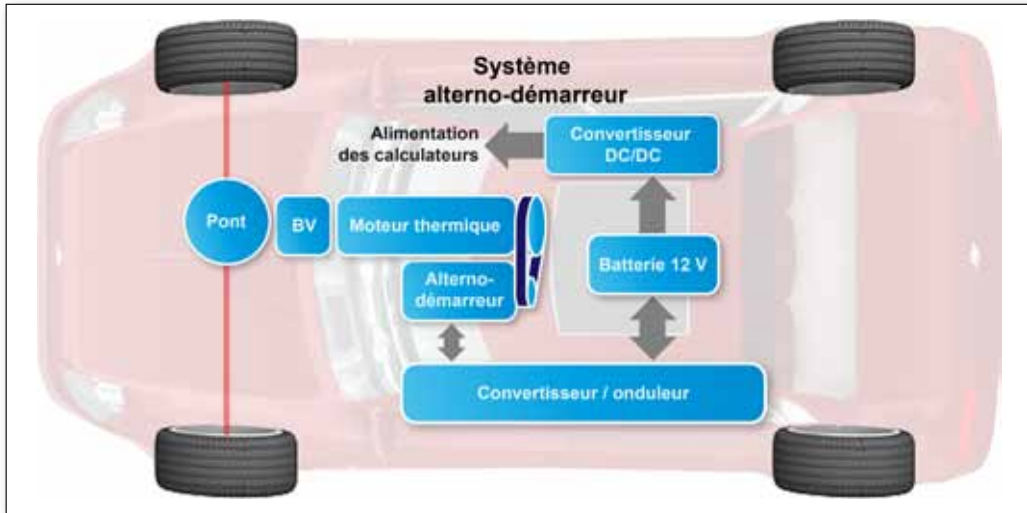 Système
alterno-démarreur
Alimentation
des calculateurs
Convertisseur
DC/DC
Pont
BV
Moteur thermique
Batterie 12 V
Alterno-
démarreur
Convertisseur / onduleur